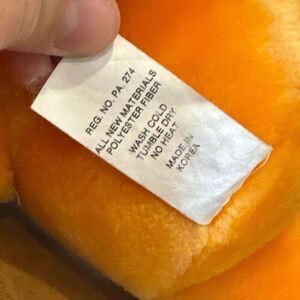 REG. NO. PA. 274
ALL NEW MATERIALS
POLYESTER FIBER
WASH COLD
TUMBLE DRY
NO HEAT
MADE IN
KOREA